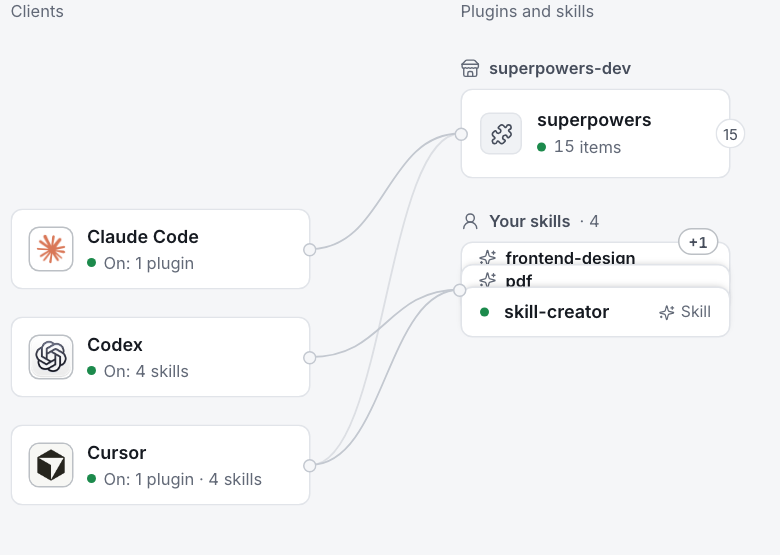 Clients
Claude Code
On: 1 plugin
Codex
On: 4 skills
Cursor
On: 1 plugin · 4 skills
Plugins and skills
superpowers-dev
superpowers
15 items
15
Your skills · 4
+1
frontend-design
pdf
skill-creator
Skill